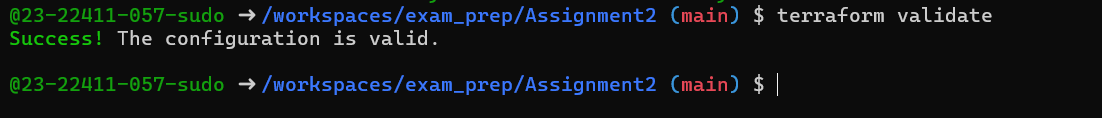 @23-22411-057-sudo ➜ /workspaces/exam_prep/Assignment2 (main) $ terraform validate
Success! The configuration is valid.
@23-22411-057-sudo ➜ /workspaces/exam_prep/Assignment2 (main) $